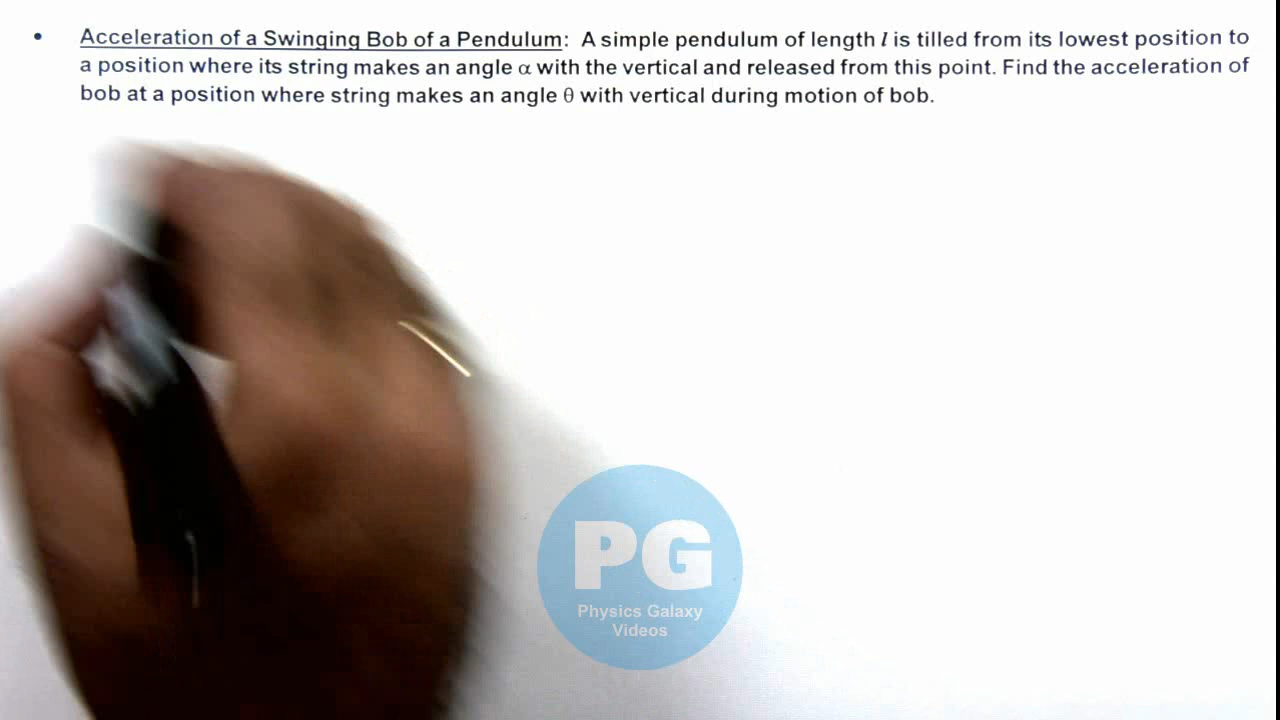 • Acceleration of a Swinging Bob of a Pendulum: A simple pendulum of length l is tilled from its lowest position to
a position where its string makes an angle α with the vertical and released from this point. Find the acceleration of
bob at a position where string makes an angle θ with vertical during motion of bob.
PG
Physics Galaxy
Videos